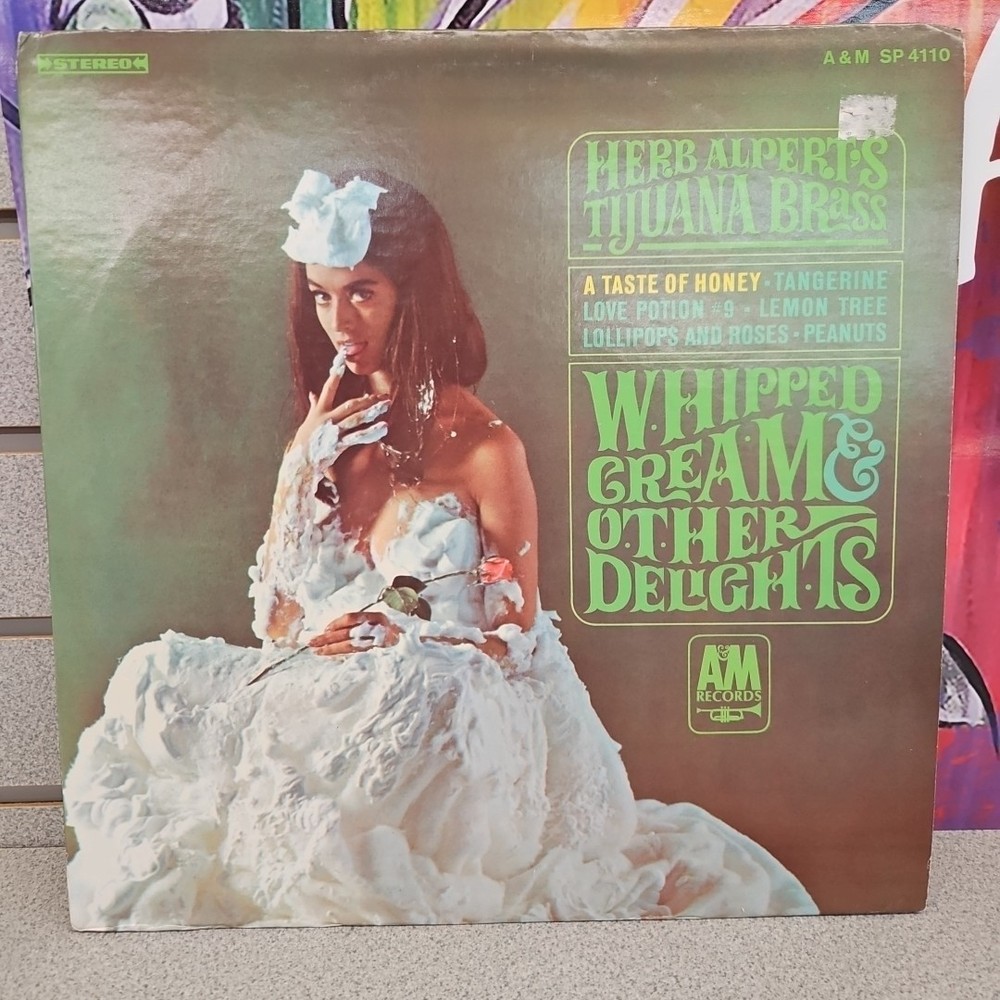 STEREO
A & M SP 4110
HERB ALPERT'S
TIJUANA BRASS
A TASTE OF HONEY · TANGERINE
LOVE POTION #9 · LEMON TREE
LOLLIPOPS AND ROSES · PEANUTS
WHIPPED
CREAM &
OTHER
DELIGHTS
A&M
RECORDS